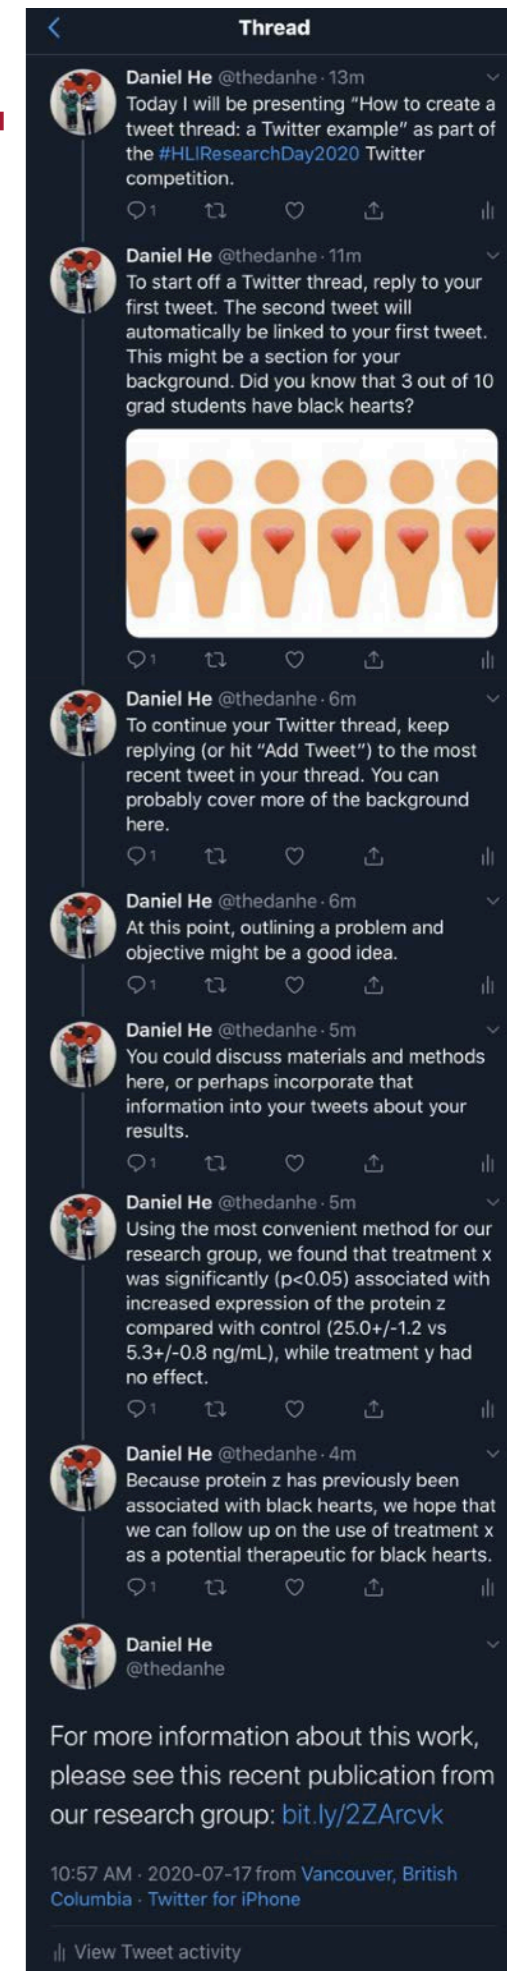 Thread
Daniel He @thedanhe · 13m
Today I will be presenting “How to create a
tweet thread: a Twitter example” as part of
the #HLIResearchDay2020 Twitter
competition.
1
Daniel He @thedanhe · 11m
To start off a Twitter thread, reply to your
first tweet. The second tweet will
automatically be linked to your first tweet.
This might be a section for your
background. Did you know that 3 out of 10
grad students have black hearts?
1
Daniel He @thedanhe · 6m
To continue your Twitter thread, keep
replying (or hit “Add Tweet”) to the most
recent tweet in your thread. You can
probably cover more of the background
here.
1
Daniel He @thedanhe · 6m
At this point, outlining a problem and
objective might be a good idea.
1
Daniel He @thedanhe · 5m
You could discuss materials and methods
here, or perhaps incorporate that
information into your tweets about your
results.
1
Daniel He @thedanhe · 5m
Using the most convenient method for our
research group, we found that treatment x
was significantly (p<0.05) associated with
increased expression of the protein z
compared with control (25.0+/-1.2 vs
5.3+/-0.8 ng/mL), while treatment y had
no effect.
1
Daniel He @thedanhe · 4m
Because protein z has previously been
associated with black hearts, we hope that
we can follow up on the use of treatment x
as a potential therapeutic for black hearts.
1
Daniel He
@thedanhe
For more information about this work,
please see this recent publication from
our research group: bit.ly/2ZArcvk
10:57 AM · 2020-07-17 from Vancouver, British
Columbia · Twitter for iPhone
View Tweet activity